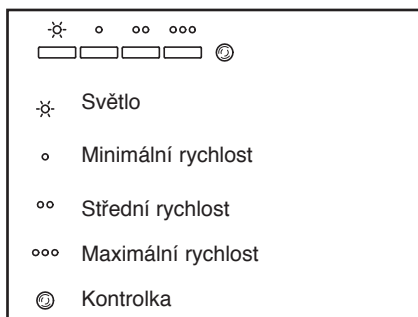 Světlo
Minimální rychlost
Střední rychlost
Maximální rychlost
Kontrolka